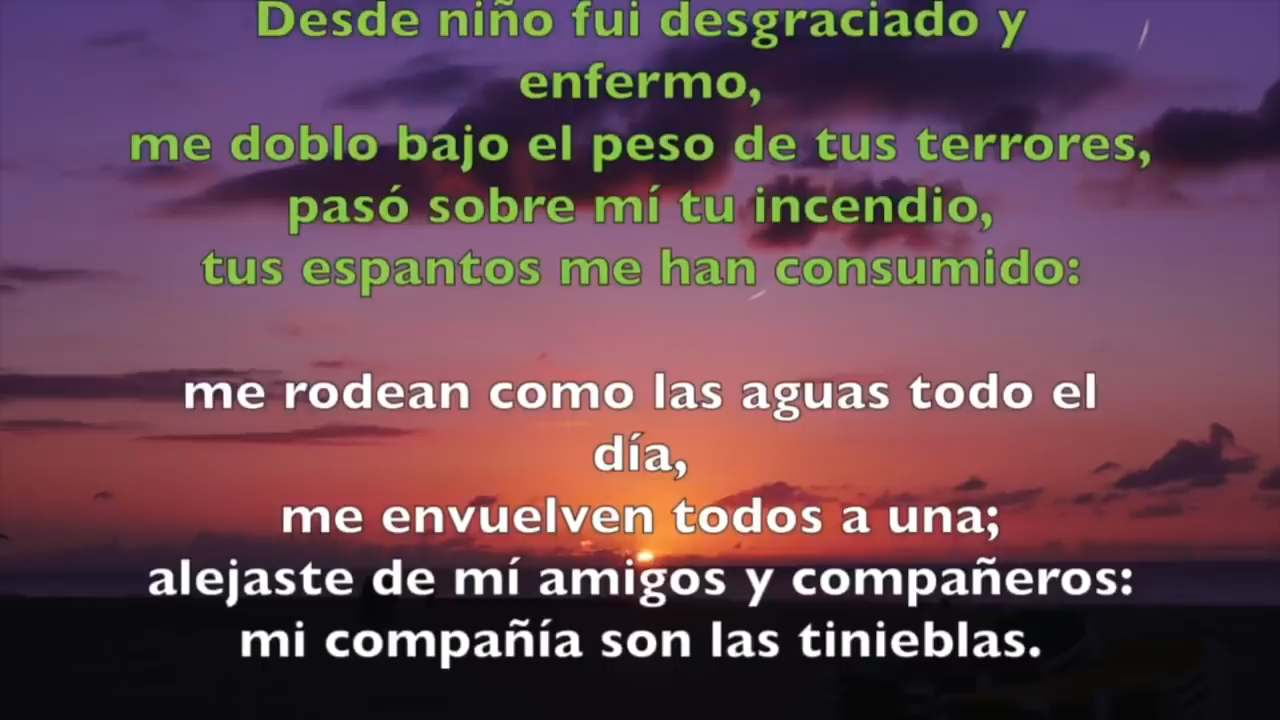 Desde niño fui desgraciado y
enfermo,
me doblo bajo el peso de tus terrores,
pasó sobre mí tu incendio,
tus espantos me han consumido:
me rodean como las aguas todo el
día,
me envuelven todos a una;
alejaste de mí amigos y compañeros:
mi compañía son las tinieblas.